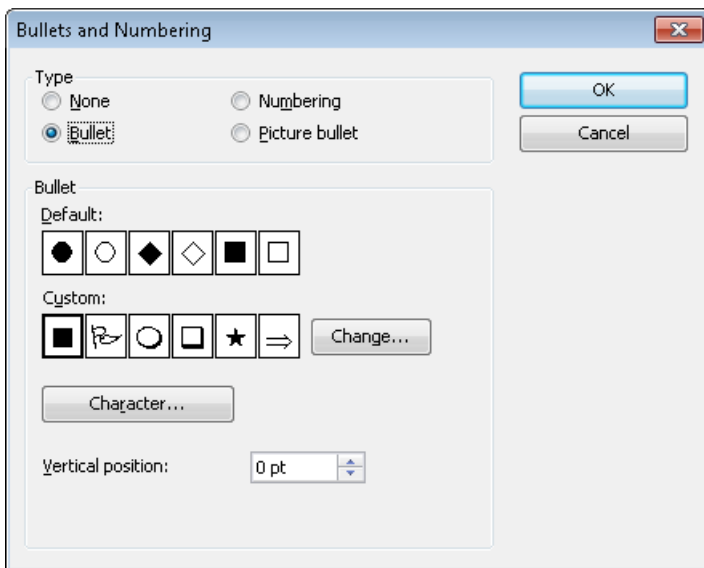 Bullets and Numbering
Type
None
Numbering
OK
Bullet
Picture bullet
Cancel
Bullet
Default:
Custom:
Change...
Character...
Vertical position:
0 pt